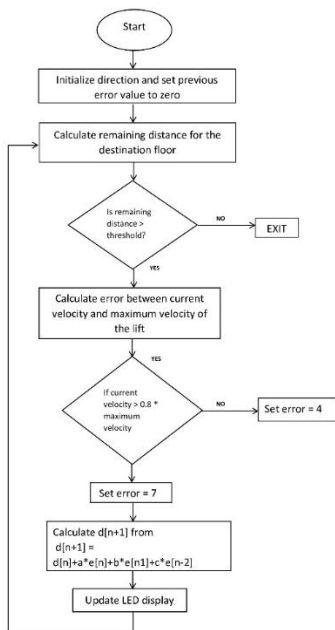 Start
Initialize direction and set previous
error value to zero
Calculate remaining distance for the
destination floor
Is remaining
distance >
threshold?
NO
EXIT
YES
Calculate error between current
velocity and maximum velocity of
the lift
YES
If current
velocity > 0.8 *
maximum
velocity
NO
Set error = 4
Set error = 7
Calculate d[n+1] from
d[n+1] =
d[n]+a*e[n]+b*e[n1]+c*e[n-2]
Update LED display